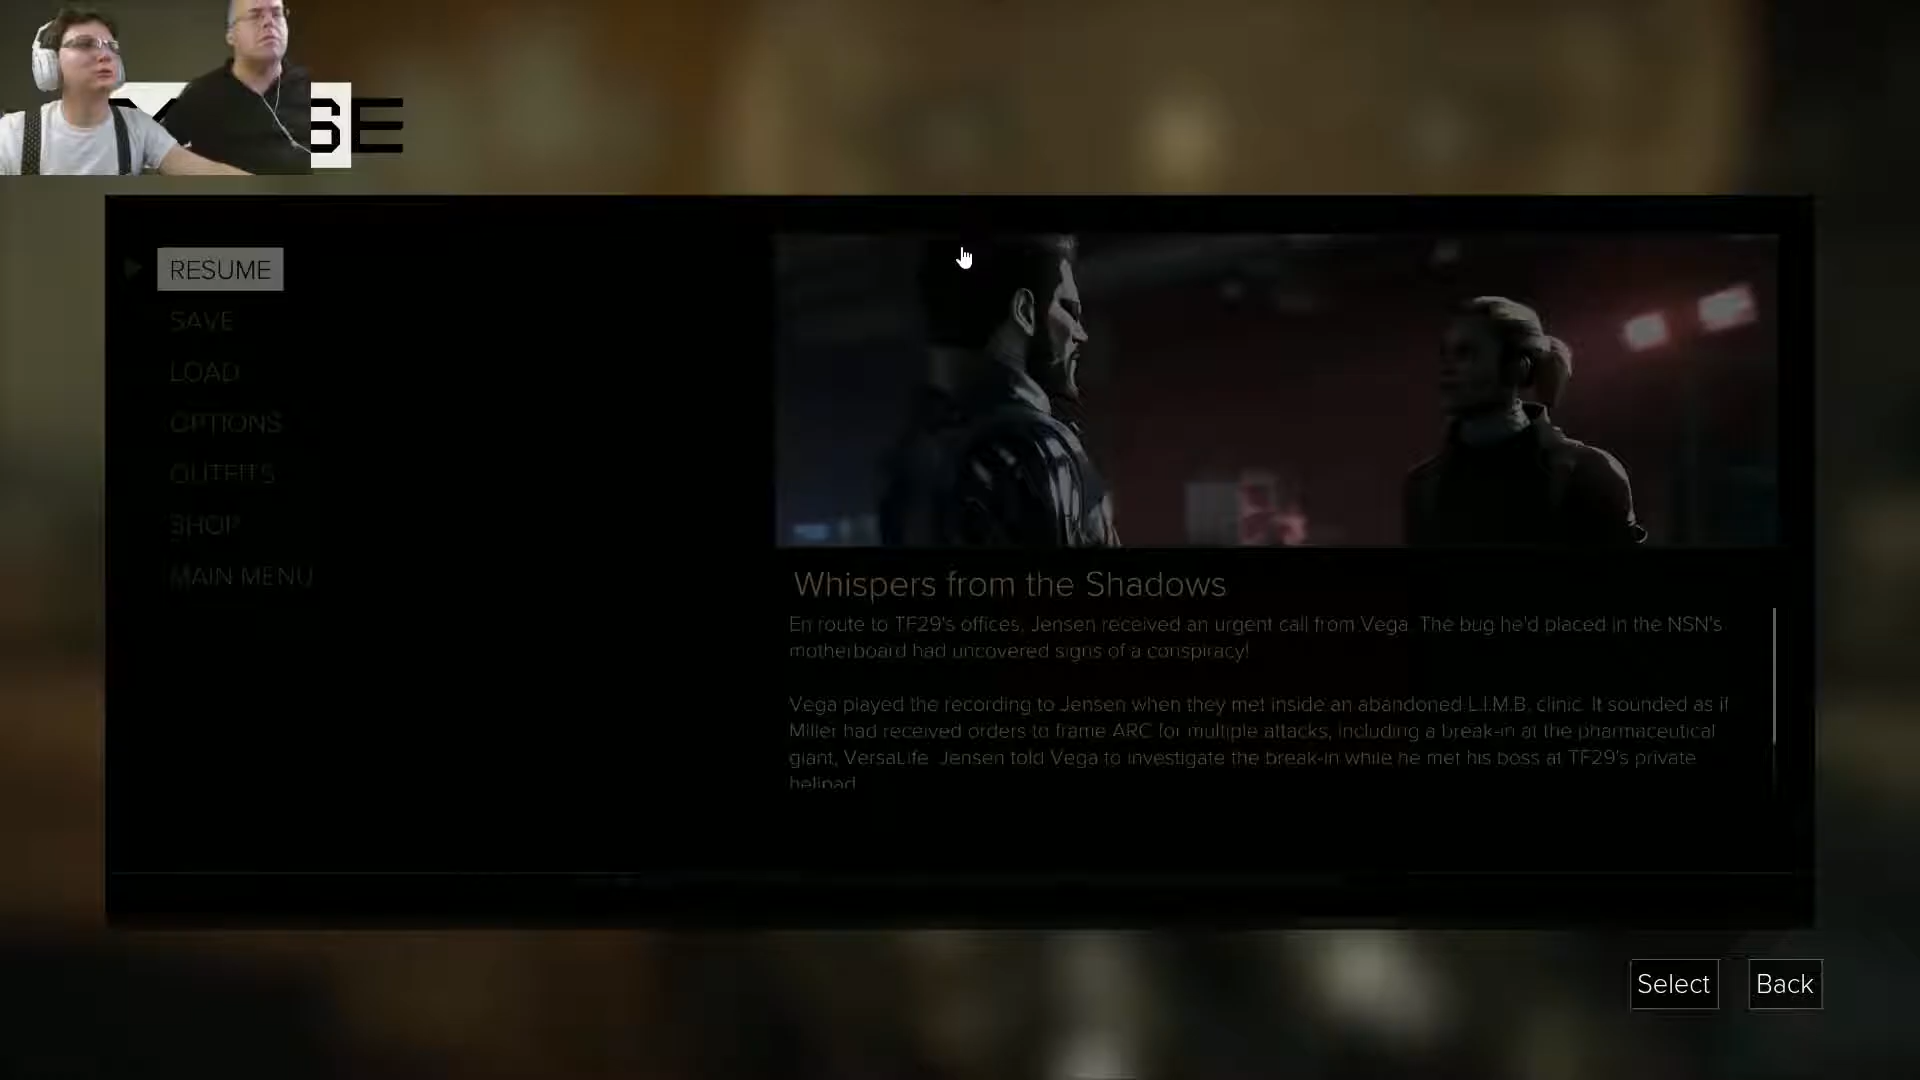 SE
RESUME
SAVE
LOAD
OPTIONS
OUTFITS
SHOP
MAIN MENU
Whispers from the Shadows
En route to TF29's offices, Jensen received an urgent call from Vega. The bug he'd placed in the NSN's
motherboard had uncovered signs of a conspiracy!
Vega played the recording to Jensen when they met inside an abandoned L.I.M.B. clinic. It sounded as if
Miller had received orders to frame ARC for multiple attacks, including a break-in at the pharmaceutical
giant, VersaLife. Jensen told Vega to investigate the break-in while he met his boss at TF29's private
helipad.
Select
Back